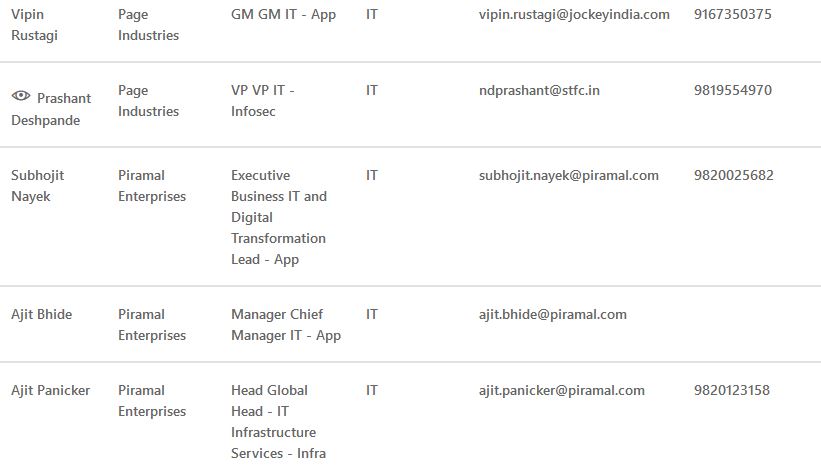 Vipin Page GM GM IT - App IT vipin.rustagi@jockeyindia.com 9167350375
Rustagi Industries
Prashant Page VP VP IT - IT ndprashant@stfc.in 9819554970
Deshpande Industries Infosec
Subhojit Piramal Executive IT subhojit.nayek@piramal.com 9820025682
Nayek Enterprises Business IT and
Digital
Transformation
Lead - App
Ajit Bhide Piramal Manager Chief IT ajit.bhide@piramal.com
Enterprises Manager IT - App
Ajit Panicker Piramal Head Global IT ajit.panicker@piramal.com 9820123158
Enterprises Head - IT
Infrastructure
Services - Infra